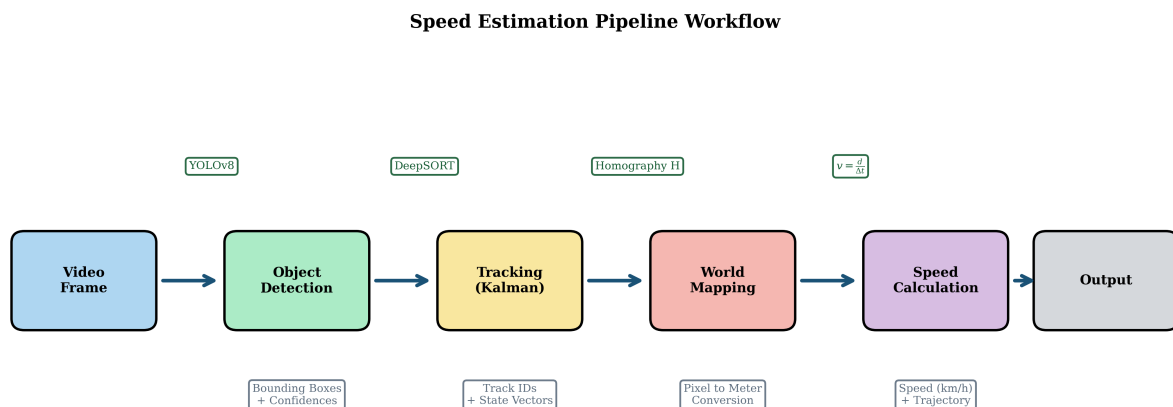 Speed Estimation Pipeline Workflow
YOLOv8
DeepSORT
Homography H
v = d/Δt
Video
Frame
Object
Detection
Tracking
(Kalman)
World
Mapping
Speed
Calculation
Output
Bounding Boxes
+ Confidences
Track IDs
+ State Vectors
Pixel to Meter
Conversion
Speed (km/h)
+ Trajectory